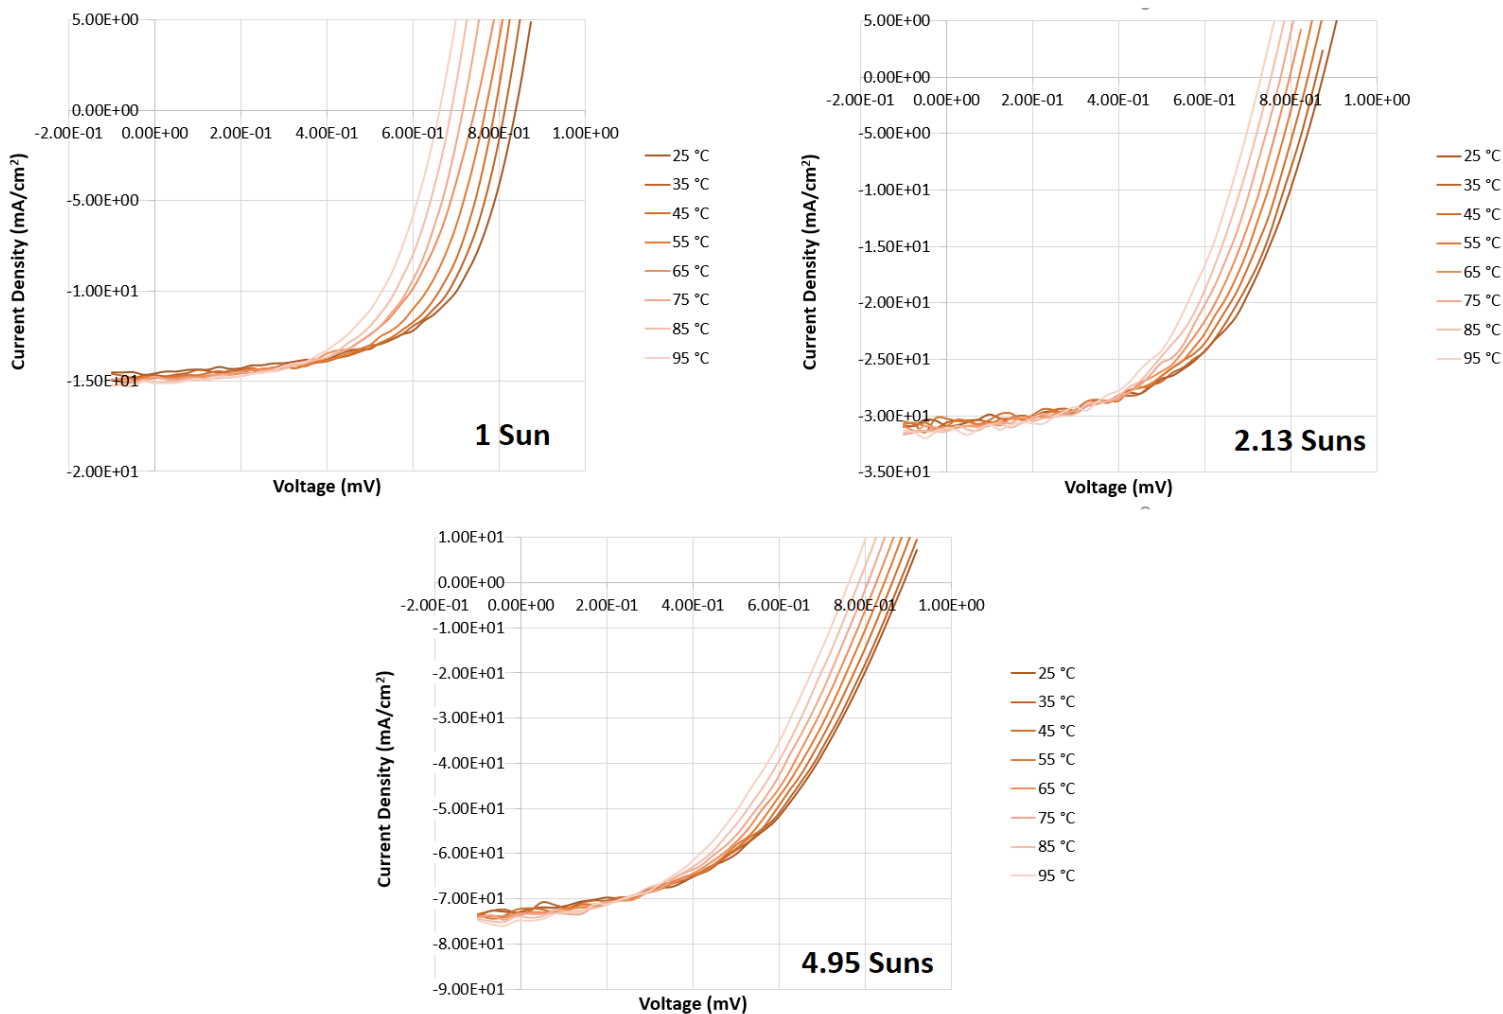 5.00E+00
0.00E+00
-2.00E-01 0.00E+00 2.00E-01 4.00E-01 6.00E-01 8.00E-01 1.00E+00
-5.00E+00
-1.00E+01
-1.50E+01
-2.00E+01
Current Density (mA/cm²)
Voltage (mV)
1 Sun
25 °C
35 °C
45 °C
55 °C
65 °C
75 °C
85 °C
95 °C
5.00E+00
0.00E+00
-2.00E-01 0.00E+00 2.00E-01 4.00E-01 6.00E-01 8.00E-01 1.00E+00
-5.00E+00
-1.00E+01
-1.50E+01
-2.00E+01
-2.50E+01
-3.00E+01
-3.50E+01
Current Density (mA/cm²)
Voltage (mV)
2.13 Suns
25 °C
35 °C
45 °C
55 °C
65 °C
75 °C
85 °C
95 °C
1.00E+01
0.00E+00
-2.00E-01 0.00E+00 2.00E-01 4.00E-01 6.00E-01 8.00E-01 1.00E+00
-1.00E+01
-2.00E+01
-3.00E+01
-4.00E+01
-5.00E+01
-6.00E+01
-7.00E+01
-8.00E+01
-9.00E+01
Current Density (mA/cm²)
Voltage (mV)
4.95 Suns
25 °C
35 °C
45 °C
55 °C
65 °C
75 °C
85 °C
95 °C